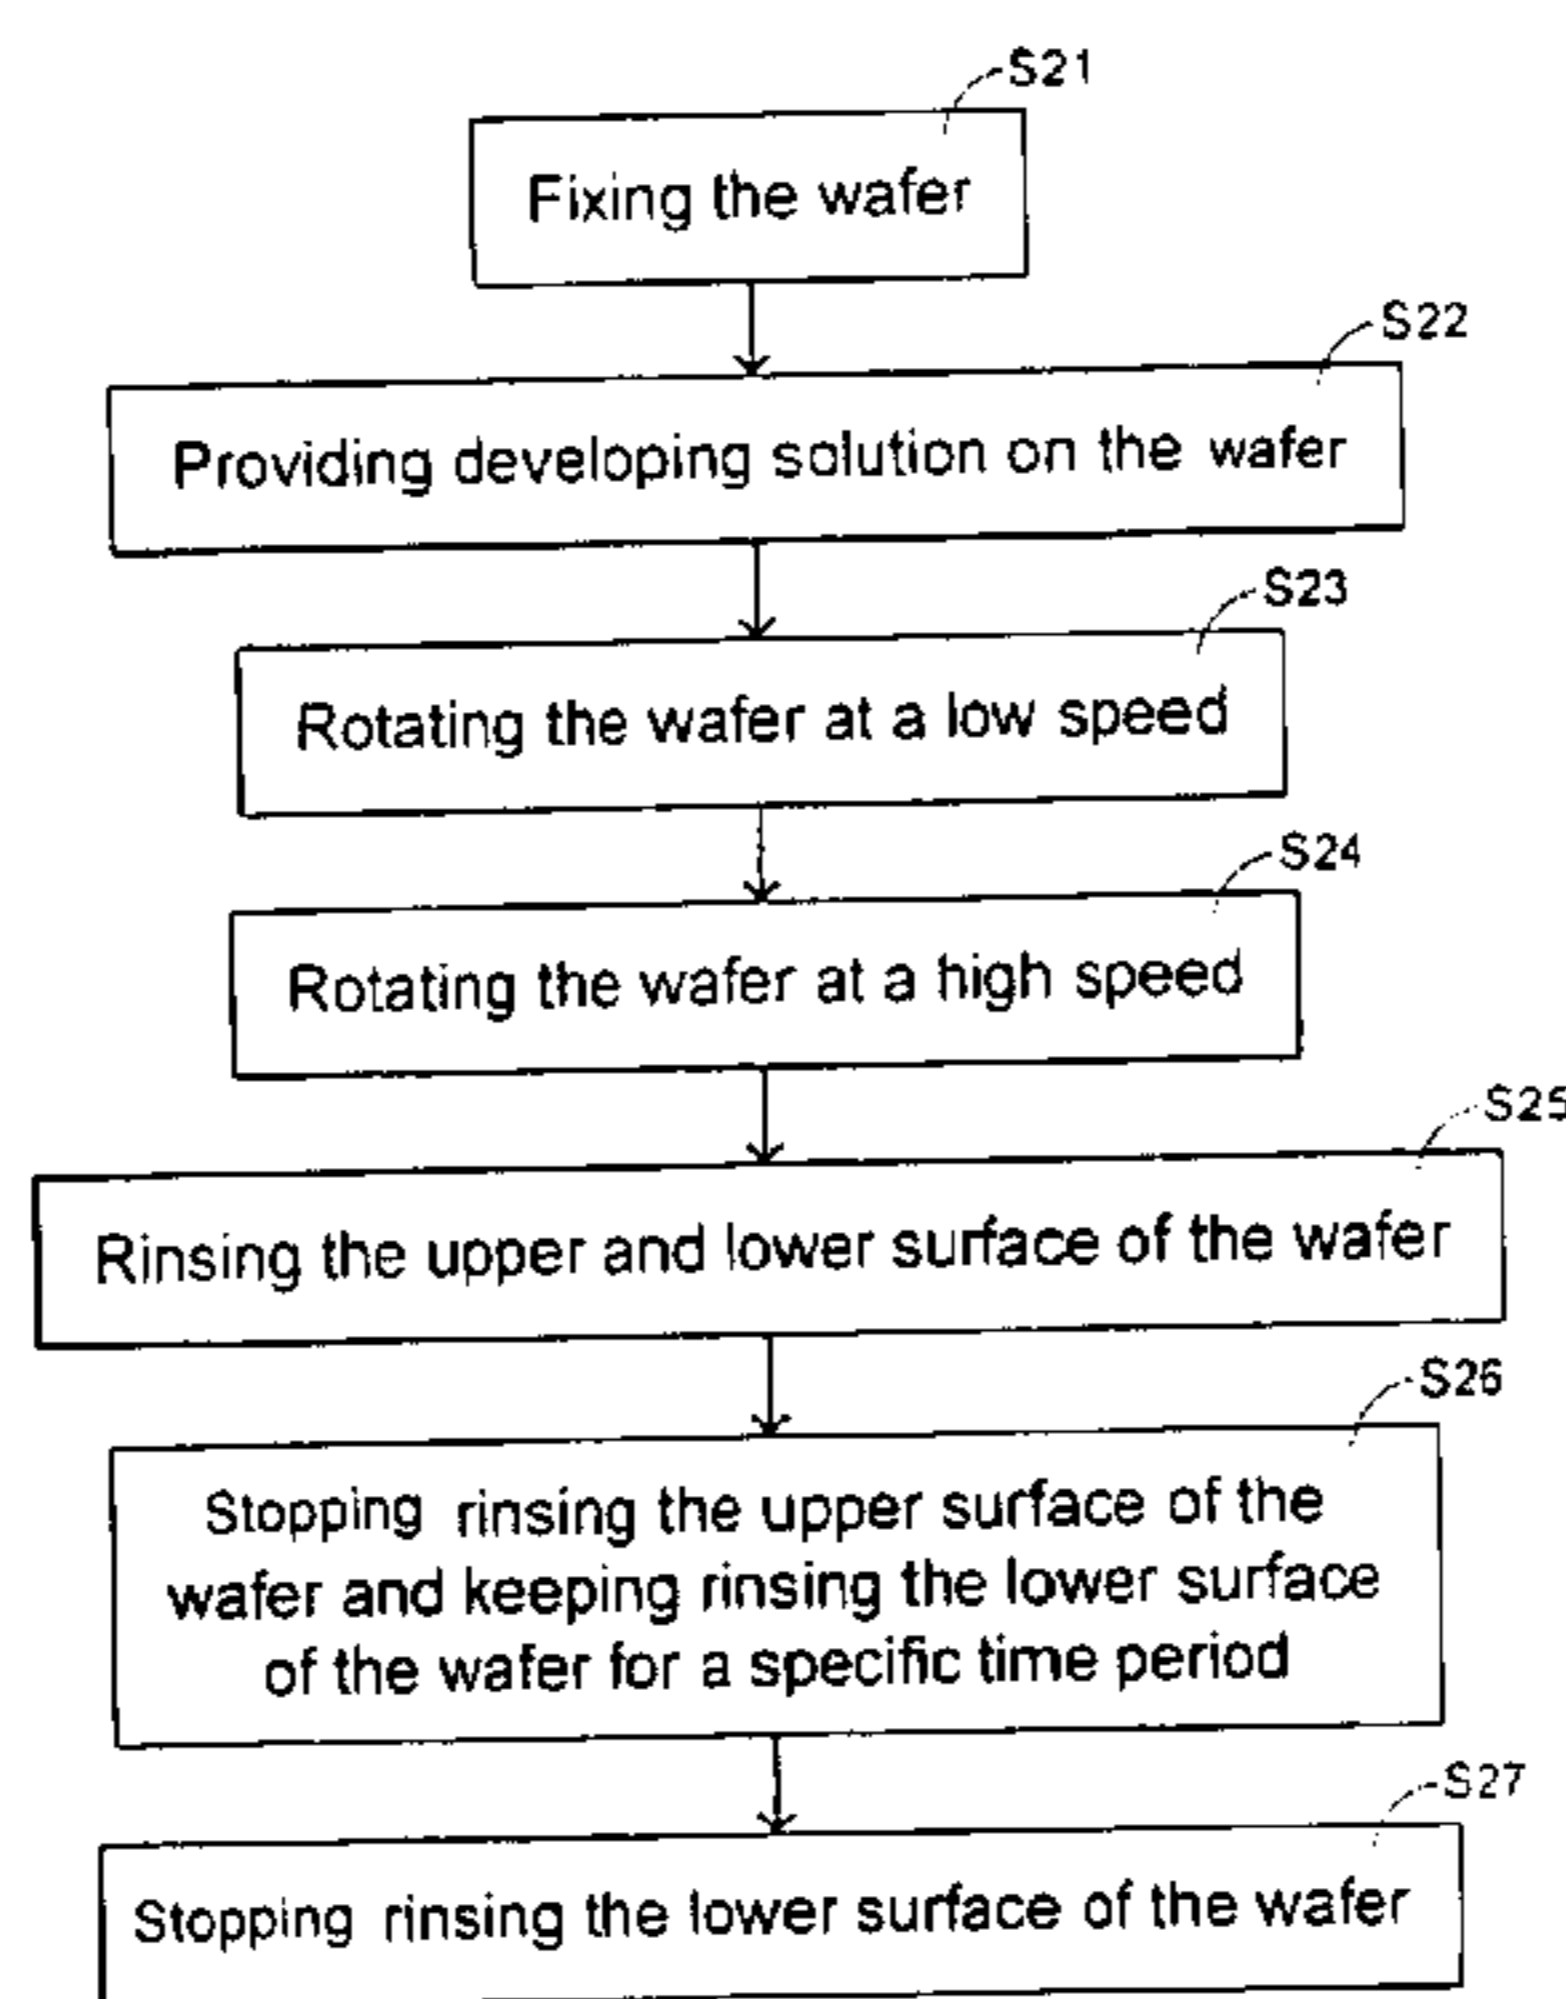 S21
Fixing the wafer
S22
Providing developing solution on the wafer
S23
Rotating the wafer at a low speed
S24
Rotating the wafer at a high speed
S25
Rinsing the upper and lower surface of the wafer
S26
Stopping rinsing the upper surface of the
wafer and keeping rinsing the lower surface
of the wafer for a specific time period
S27
Stopping rinsing the lower surface of the wafer